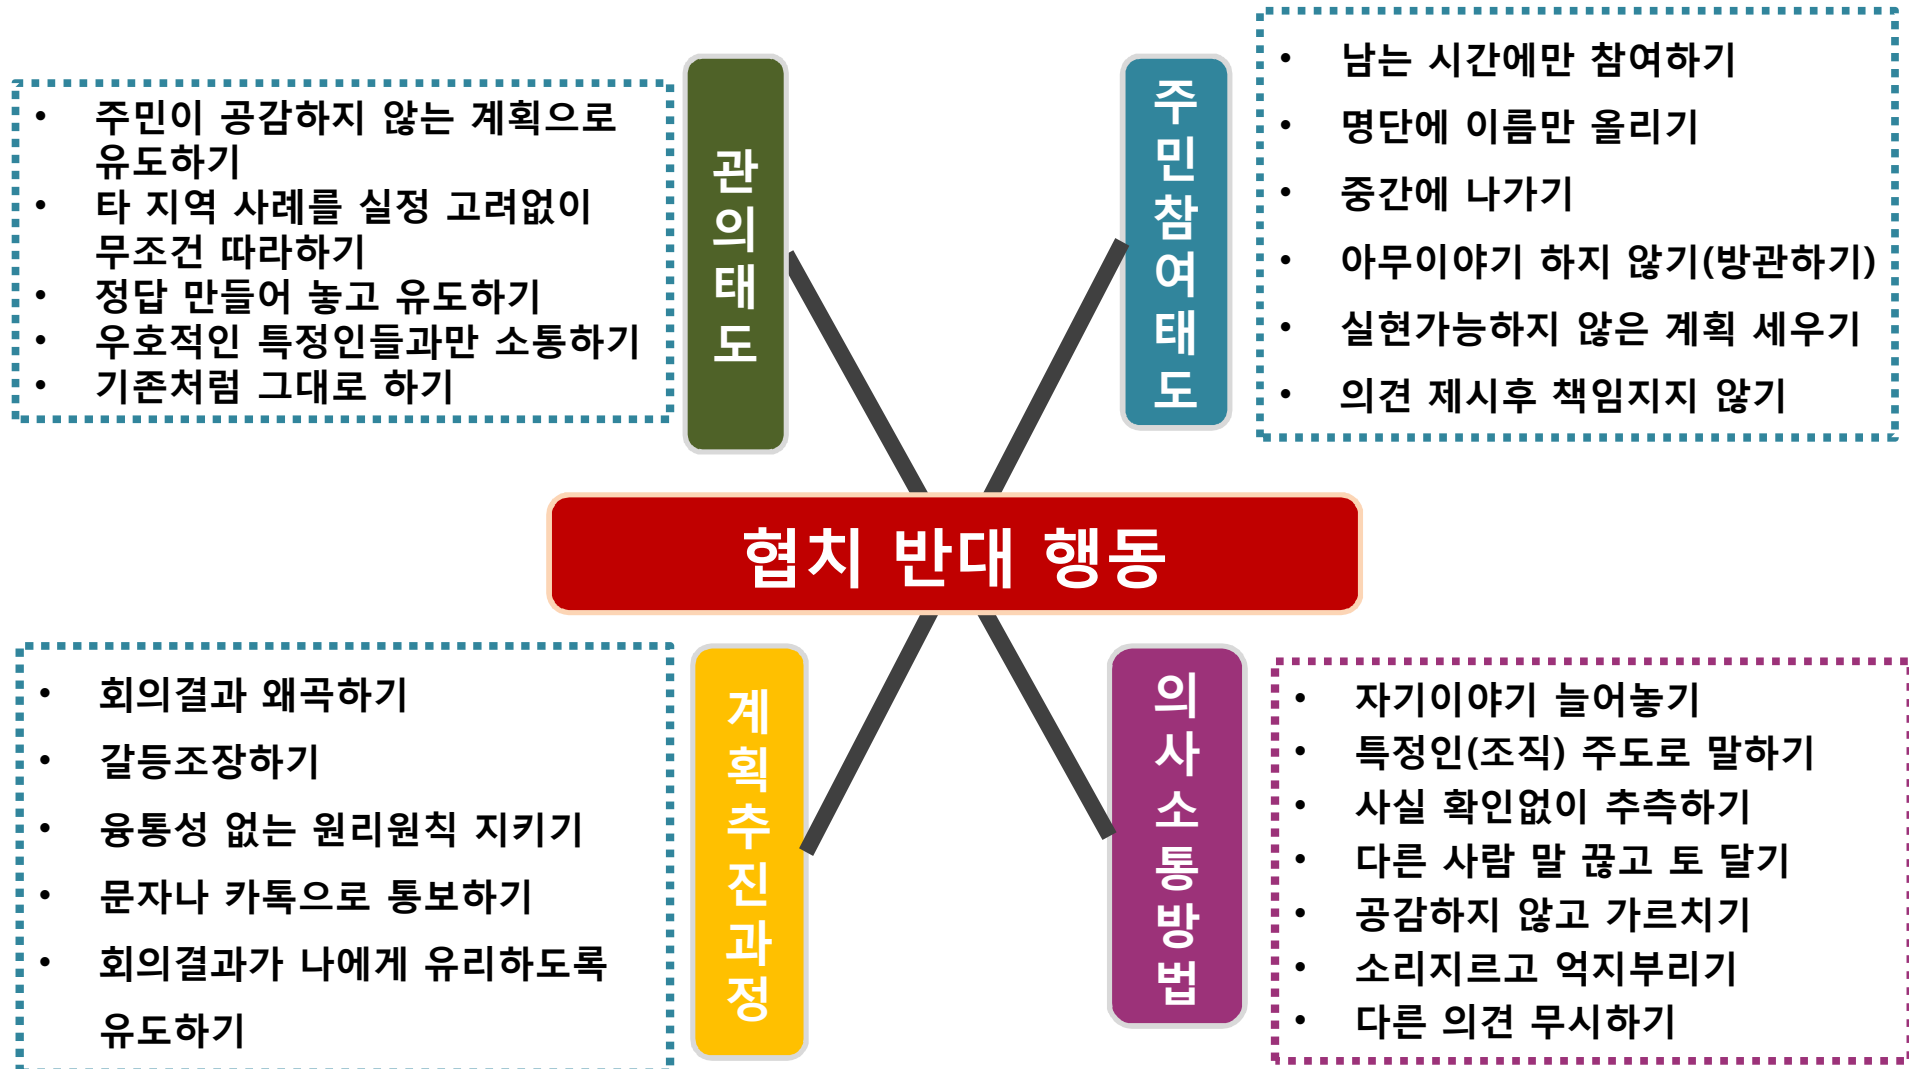 • 주민이 공감하지 않는 계획으로
유도하기
• 타 지역 사례를 실정 고려없이
무조건 따라하기
• 정답 만들어 놓고 유도하기
• 우호적인 특정인들과만 소통하기
• 기존처럼 그대로 하기
관의태도
주민참여태도
• 남는 시간에만 참여하기
• 명단에 이름만 올리기
• 중간에 나가기
• 아무이야기 하지 않기(방관하기)
• 실현가능하지 않은 계획 세우기
• 의견 제시후 책임지지 않기
협치 반대 행동
• 회의결과 왜곡하기
• 갈등조장하기
• 융통성 없는 원리원칙 지키기
• 문자나 카톡으로 통보하기
• 회의결과가 나에게 유리하도록
유도하기
계획추진과정
의사소통방법
• 자기이야기 늘어놓기
• 특정인(조직) 주도로 말하기
• 사실 확인없이 추측하기
• 다른 사람 말 끊고 토 달기
• 공감하지 않고 가르치기
• 소리지르고 억지부리기
• 다른 의견 무시하기